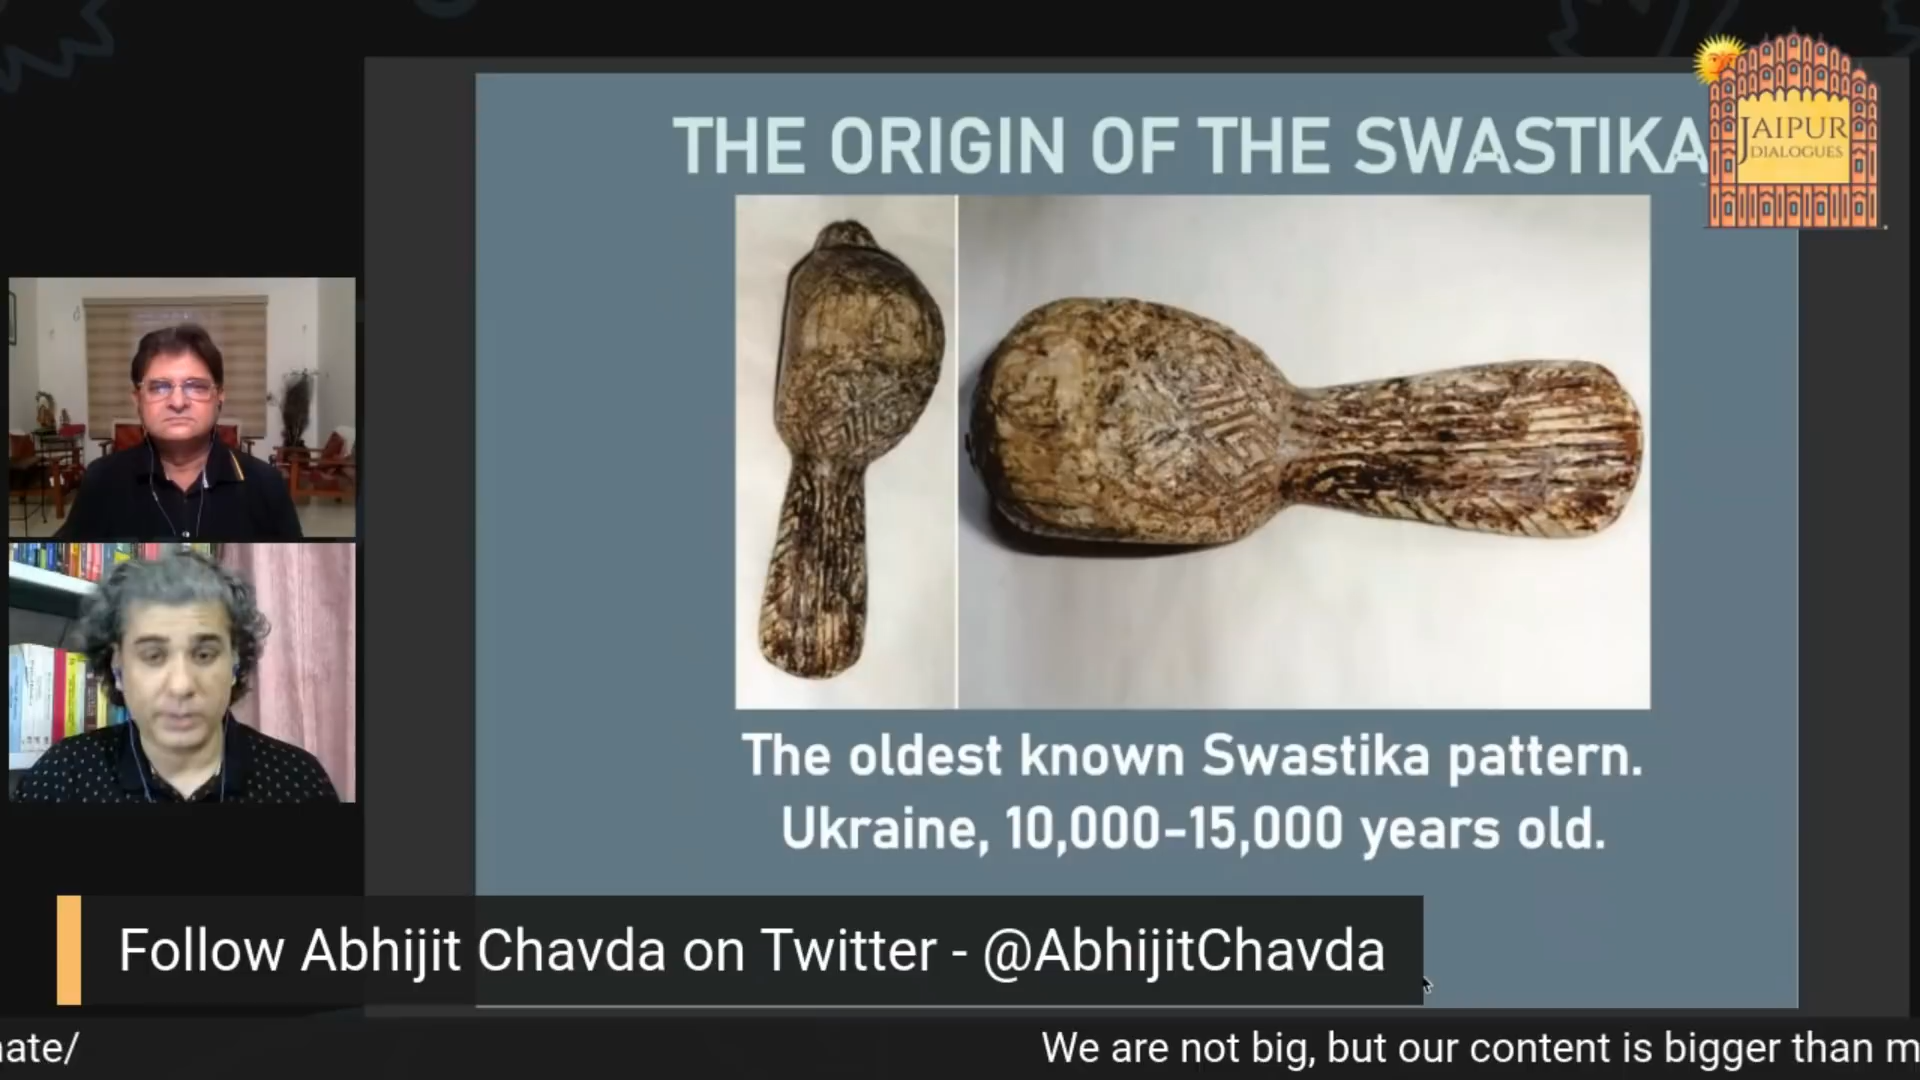 THE ORIGIN OF THE SWASTIKA
JAIPUR
DIALOGUES
The oldest known Swastika pattern.
Ukraine, 10,000-15,000 years old.
Follow Abhijit Chavda on Twitter - @AbhijitChavda
ate/
We are not big, but our content is bigger than m